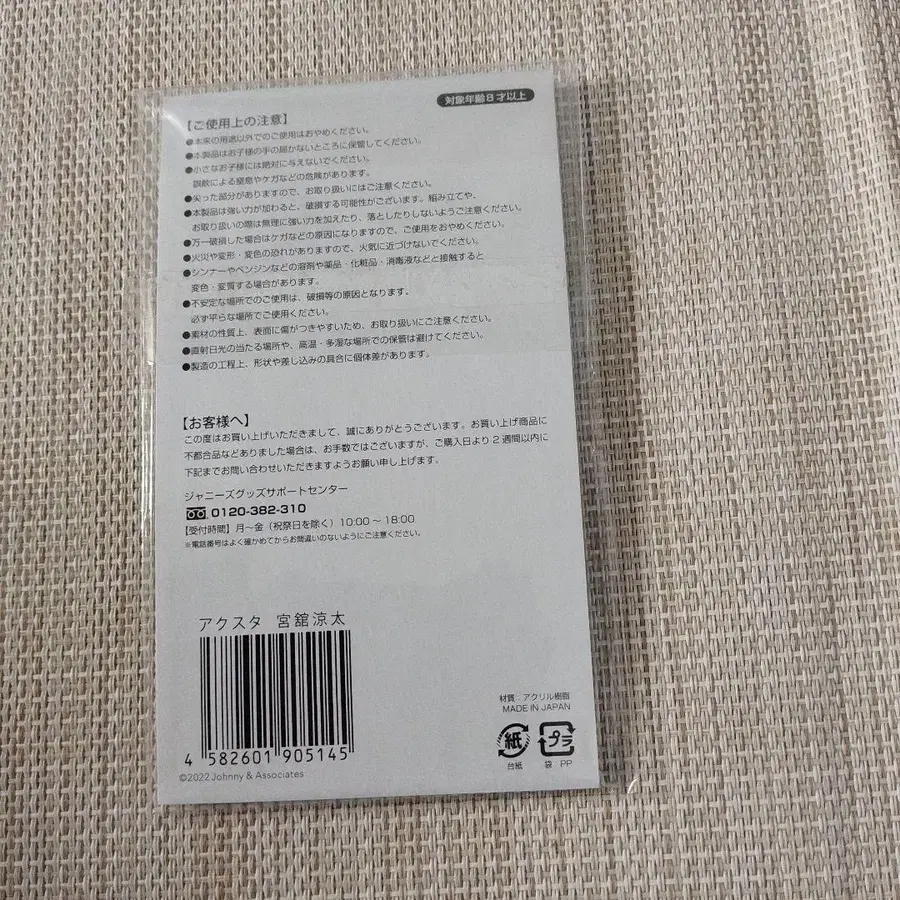 対象年齢8才以上
【ご使用上の注意】
●本来の用途以外でのご使用はおやめください。
●本製品はお子様の手の届かないところに保管してください。
●小さなお子様には絶対に与えないでください。
誤飲による窒息やケガなどの危険があります。
●尖った部分がありますので、お取り扱いにはご注意ください。
●本製品は強い力が加わると、破損する可能性がございます。組み立てや、
お取り扱いの際は無理に強い力を加えたり、落としたりしないようご注意ください。
●万一破損した場合はケガなどの原因になりますので、ご使用をおやめください。
●火災や変形・変色の恐れがありますので、火気に近づけないでください。
●シンナーやベンジンなどの溶剤や薬品・化粧品・消毒液などと接触すると
変色・変質する場合があります。
●不安定な場所でのご使用は、破損等の原因となります。
必ず平らな場所でご使用ください。
●素材の性質上、表面に傷がつきやすいため、お取り扱いにご注意ください。
●直射日光の当たる場所や、高温・多湿な場所での保管は避けてください。
●製造の工程上、形状や差し込みの具合に個体差があります。
【お客様へ】
この度はお買い上げいただきまして、誠にありがとうございます。お買い上げ商品に
不都合品などありました場合は、お手数ではございますが、ご購入日より2週間以内に
下記までお問い合わせいただきますようお願い申し上げます。
ジャニーズグッズサポートセンター
0120-382-310
【受付時間】月〜金（祝祭日を除く）10:00〜18:00
※電話番号はよく確かめてからお間違いのないようにご注意ください。
アクスタ 宮舘涼太
4 582601 905145
©2022 Johnny & Associates
材質：アクリル樹脂
MADE IN JAPAN
紙 プラ
台紙 袋 PP